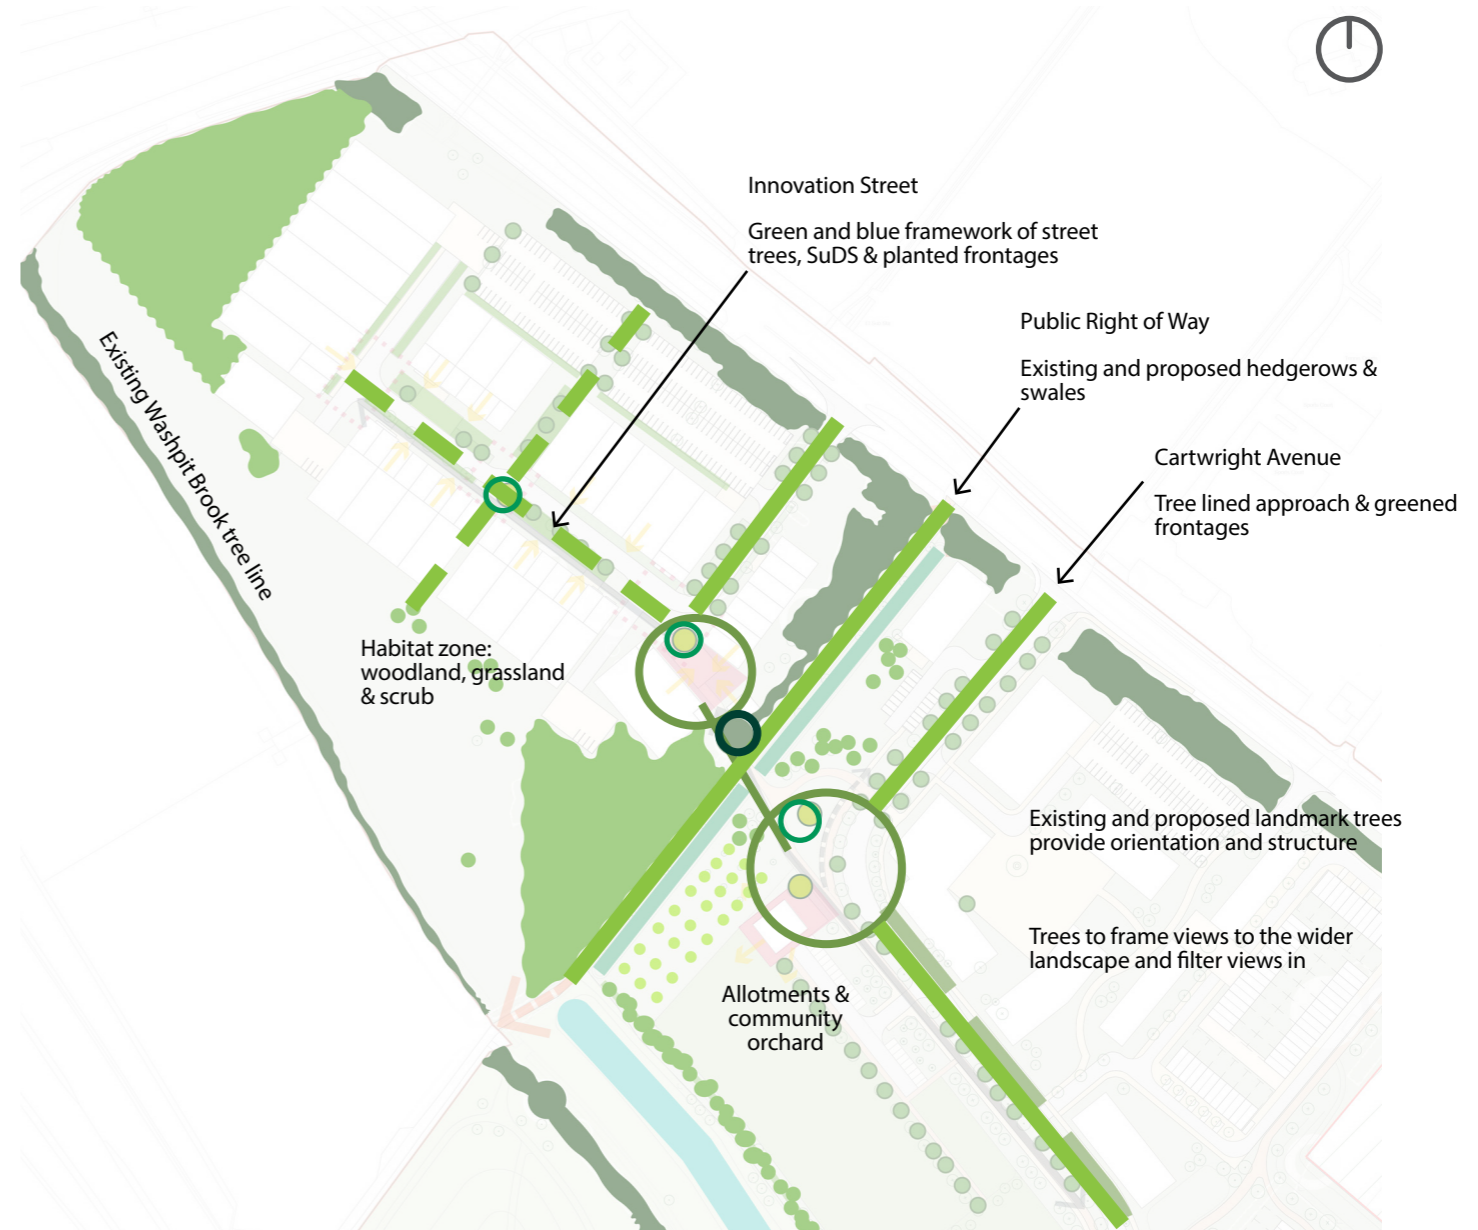 Innovation Street
Green and blue framework of street
trees, SuDS & planted frontages
Public Right of Way
Existing and proposed hedgerows &
swales
Cartwright Avenue
Tree lined approach & greened
frontages
Existing Washpit Brook tree line
Habitat zone:
woodland, grassland
& scrub
Existing and proposed landmark trees
provide orientation and structure
Trees to frame views to the wider
landscape and filter views in
Allotments &
community
orchard